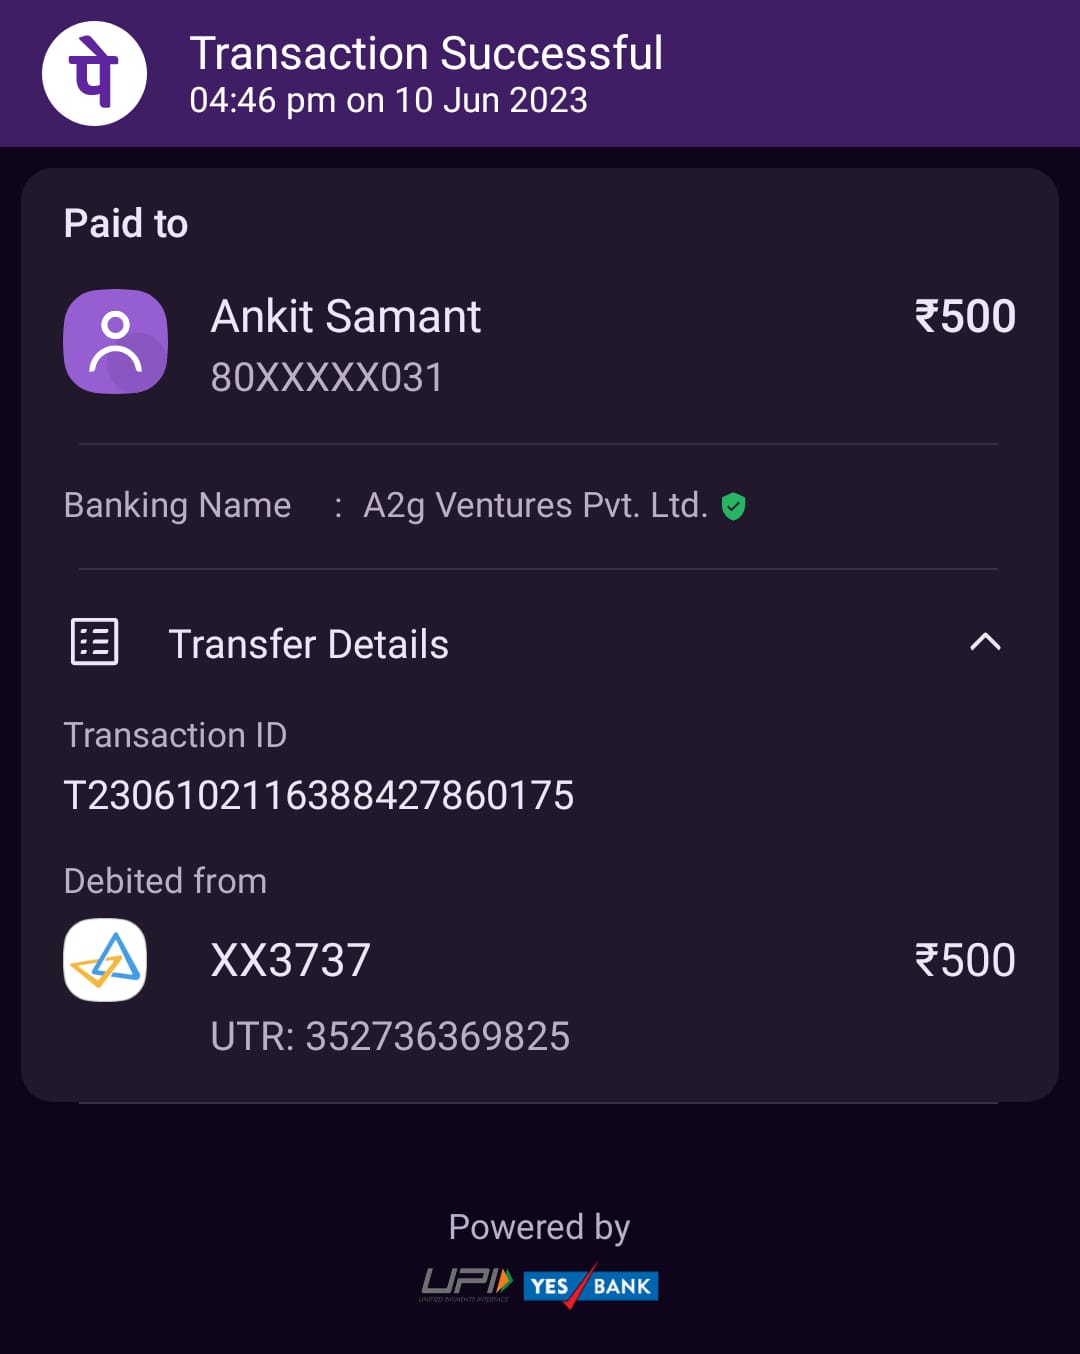 पे
Transaction Successful
04:46 pm on 10 Jun 2023
Paid to
Ankit Samant ₹500
80XXXXX031
Banking Name : A2g Ventures Pvt. Ltd.
Transfer Details
Transaction ID
T2306102116388427860175
Debited from
XX3737 ₹500
UTR: 352736369825
Powered by
UPI YES BANK
UNIFIED PAYMENTS INTERFACE